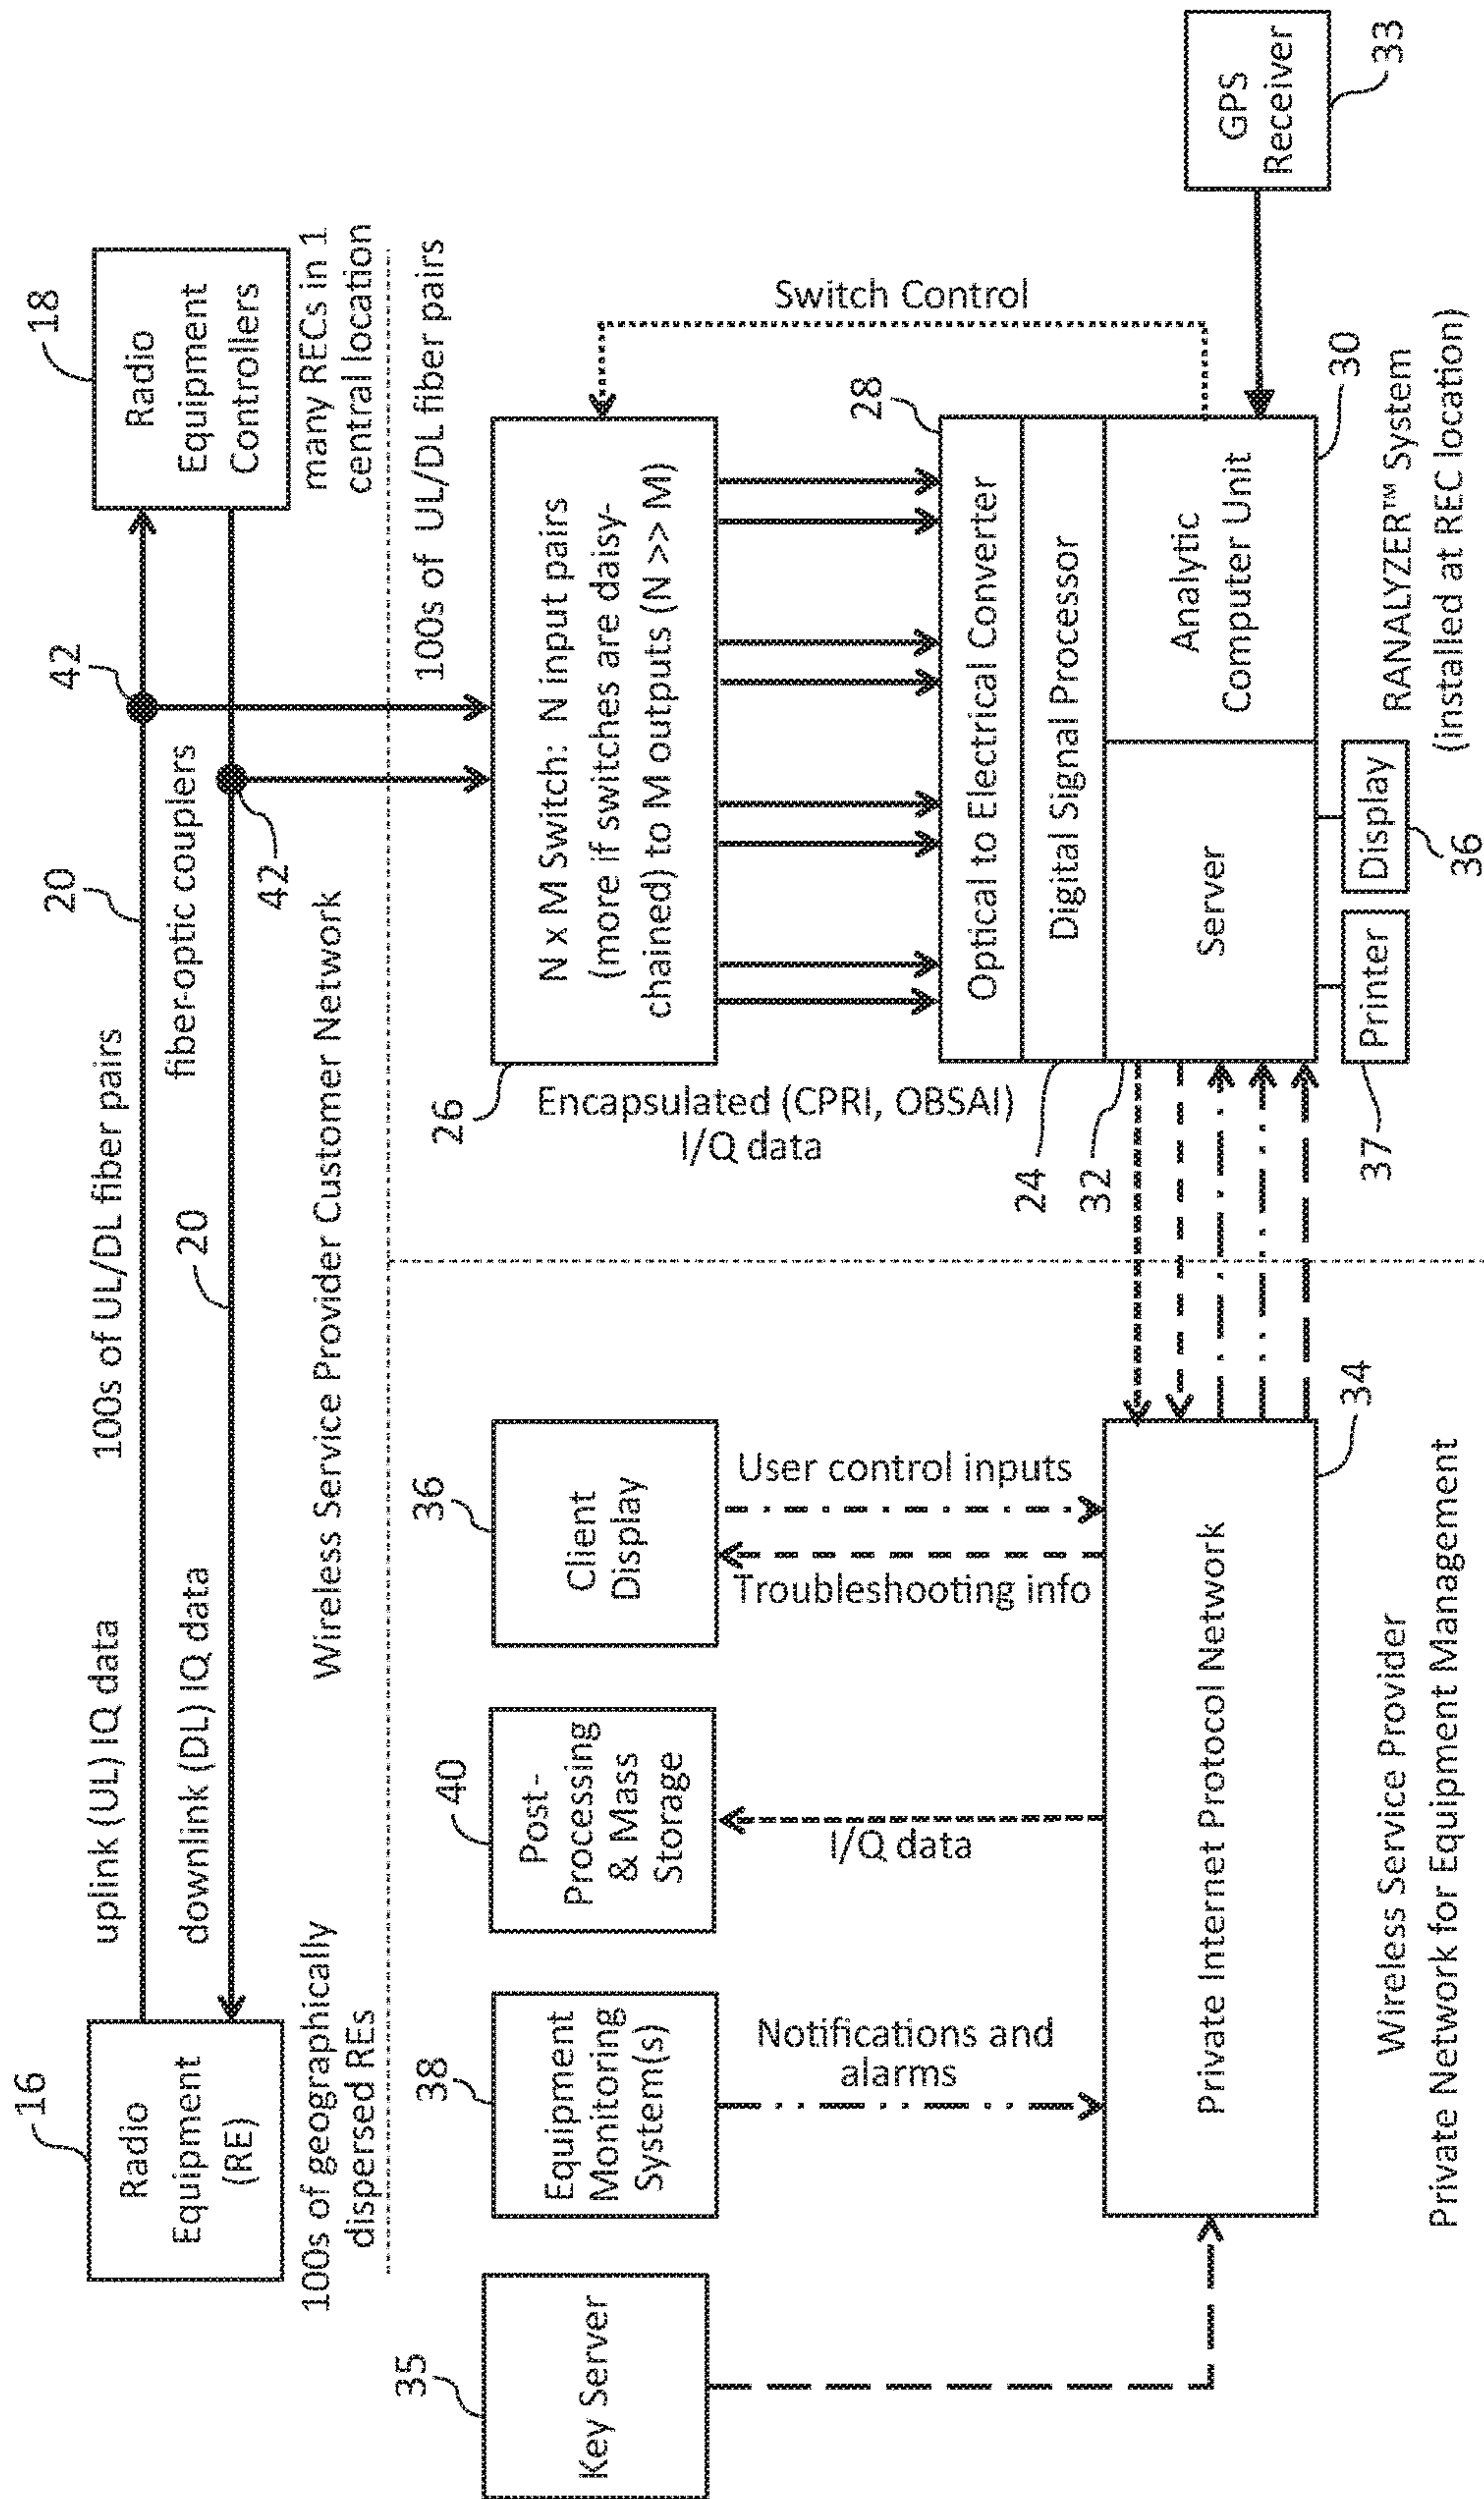 16
Radio
Equipment
(RE)
100s of geographically
dispersed REs
uplink (UL) IQ data
downlink (DL) IQ data
100s of UL/DL fiber pairs
20
20
fiber-optic couplers
42
42
18
Radio
Equipment
Controllers
many RECs in 1
central location
Wireless Service Provider Customer Network
100s of UL/DL fiber pairs
35
Key Server
38
Equipment
Monitoring
System(s)
Notifications and
alarms
40
Post-
Processing
& Mass
Storage
I/Q data
36
Client
Display
User control inputs
Troubleshooting info
34
Private Internet Protocol Network
Wireless Service Provider
Private Network for Equipment Management
26
N x M Switch: N input pairs
(more if switches are daisy-
chained) to M outputs (N >> M)
Switch Control
Encapsulated (CPRI, OBSAI)
I/Q data
28
Optical to Electrical Converter
24
Digital Signal Processor
32
Server
Analytic
Computer Unit
30
37
Printer
Display
36
RANALYZER™ System
(installed at REC location)
GPS
Receiver
33